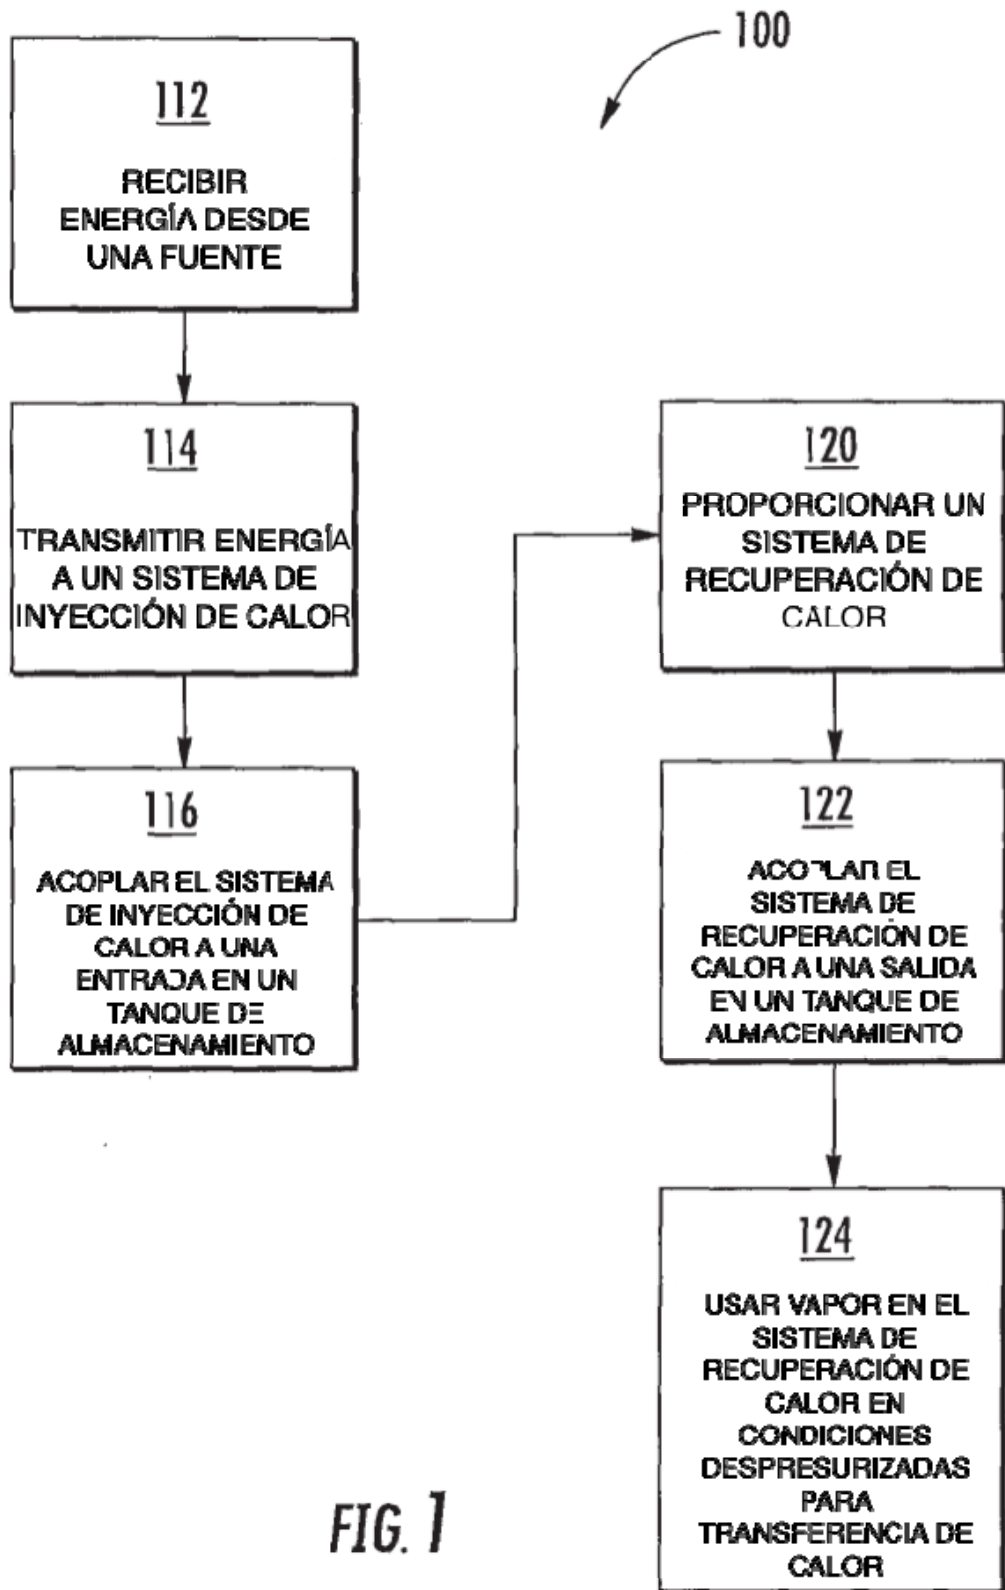 100
112
RECIBIR
ENERGÍA DESDE
UNA FUENTE
114
TRANSMITIR ENERGÍA
A UN SISTEMA DE
INYECCIÓN DE CALOR
116
ACOPLAR EL SISTEMA
DE INYECCIÓN DE
CALOR A UNA
ENTRADA EN UN
TANQUE DE
ALMACENAMIENTO
120
PROPORCIONAR UN
SISTEMA DE
RECUPERACIÓN DE
CALOR
122
ACOPLAR EL
SISTEMA DE
RECUPERACIÓN DE
CALOR A UNA SALIDA
EN UN TANQUE DE
ALMACENAMIENTO
124
USAR VAPOR EN EL
SISTEMA DE
RECUPERACIÓN DE
CALOR EN
CONDICIONES
DESPRESURIZADAS
PARA
TRANSFERENCIA DE
CALOR
FIG. 1